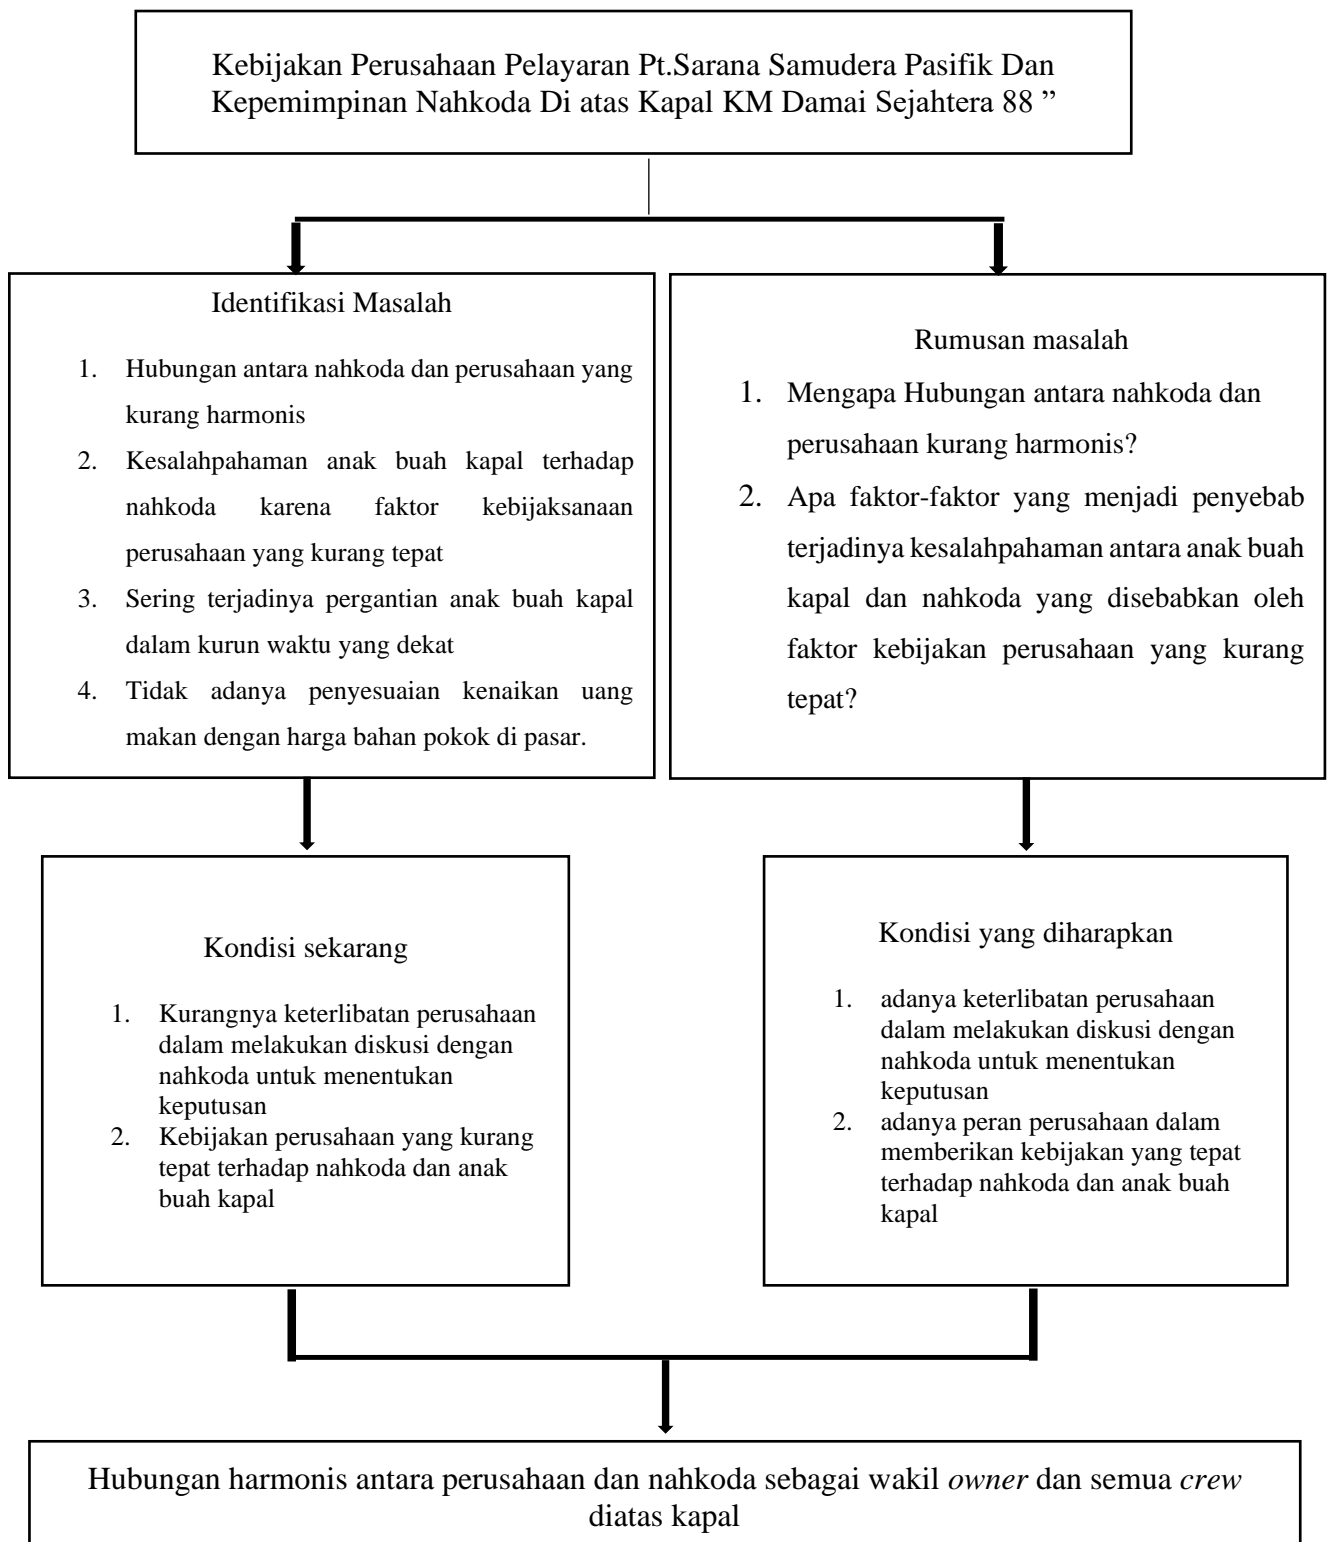 Kebijakan Perusahaan Pelayaran Pt.Sarana Samudera Pasifik Dan
Kepemimpinan Nahkoda Di atas Kapal KM Damai Sejahtera 88 ”
Identifikasi Masalah
1. Hubungan antara nahkoda dan perusahaan yang
kurang harmonis
2. Kesalahpahaman anak buah kapal terhadap
nahkoda karena faktor kebijaksanaan
perusahaan yang kurang tepat
3. Sering terjadinya pergantian anak buah kapal
dalam kurun waktu yang dekat
4. Tidak adanya penyesuaian kenaikan uang
makan dengan harga bahan pokok di pasar.
Rumusan masalah
1. Mengapa Hubungan antara nahkoda dan
perusahaan kurang harmonis?
2. Apa faktor-faktor yang menjadi penyebab
terjadinya kesalahpahaman antara anak buah
kapal dan nahkoda yang disebabkan oleh
faktor kebijakan perusahaan yang kurang
tepat?
Kondisi sekarang
1. Kurangnya keterlibatan perusahaan
dalam melakukan diskusi dengan
nahkoda untuk menentukan
keputusan
2. Kebijakan perusahaan yang kurang
tepat terhadap nahkoda dan anak
buah kapal
Kondisi yang diharapkan
1. adanya keterlibatan perusahaan
dalam melakukan diskusi dengan
nahkoda untuk menentukan
keputusan
2. adanya peran perusahaan dalam
memberikan kebijakan yang tepat
terhadap nahkoda dan anak buah
kapal
Hubungan harmonis antara perusahaan dan nahkoda sebagai wakil owner dan semua crew
diatas kapal